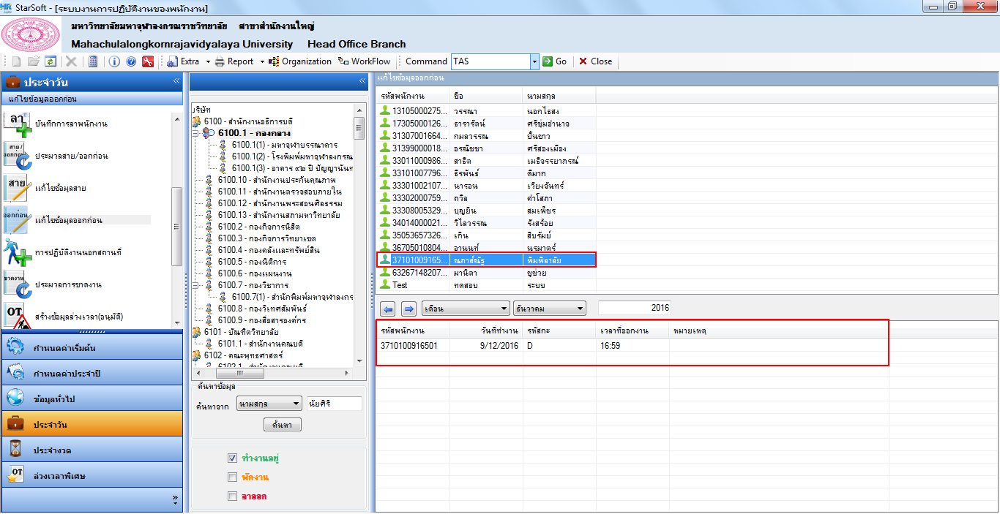 StarSoft - [ระบบงานการปฏิบัติงานของพนักงาน]
มหาวิทยาลัยมหาจุฬาลงกรณราชวิทยาลัย สาขาสำนักงานใหญ่
Mahachulalongkornrajavidyalaya University Head Office Branch
Extra Report Organization WorkFlow Command TAS Go Close
ประจำวัน
แก้ไขข้อมูลออกก่อน
บันทึกการลาพนักงาน
ประมวลสาย/ออกก่อน
แก้ไขข้อมูลสาย
แก้ไขข้อมูลออกก่อน
การปฏิบัติงานนอกสถานที่
ประมวลการขาดงาน
สร้างข้อมูลล่วงเวลา(อนุมัติ)
กำหนดค่าเริ่มต้น
กำหนดค่าประจำปี
ข้อมูลทั่วไป
ประจำวัน
ประจำงวด
ล่วงเวลาพิเศษ
บริษัท
6100 - สำนักงานอธิการบดี
6100.1 - กองกลาง
6100.1(1) - มหาจุฬาบรรณาคาร
6100.1(2) - โรงพิมพ์มหาจุฬาลงกรณ
6100.1(3) - อาคาร ๔๒ ปี ปัญญานันท
6100.10 - สำนักงานประกันคุณภาพ
6100.11 - สำนักงานตรวจสอบภายใน
6100.12 - สำนักงานพระสอนศีลธรรม
6100.13 - สำนักงานสภามหาวิทยาลัย
6100.2 - กองกิจการนิสิต
6100.3 - กองกิจการวิทยาเขต
6100.4 - กองคลังและทรัพย์สิน
6100.5 - กองนิติการ
6100.6 - กองแผนงาน
6100.7 - กองวิชาการ
6100.7(1) - สำนักพิมพ์มหาจุฬาลงกร
6100.8 - กองวิเทศสัมพันธ์
6100.9 - กองสื่อสารองค์กร
6101 - บัณฑิตวิทยาลัย
6101.1 - สำนักงานคณบดี
6102 - คณะพุทธศาสตร์
6102.1 - สำนักงานคณบดี
ค้นหาข้อมูล
ค้นหาจาก นามสกุล นัยศิริ
ค้นหา
ทำงานอยู่
พักงาน
ลาออก
แก้ไขข้อมูลออกก่อน
รหัสพนักงาน ชื่อ นามสกุล
13105000275... วรรณา นอกไธสง
17305000126... ธารารัตน์ ศรีชุ่มอำนาจ
31307001664... กมลวรรณ ปั้นขาว
31399000018... อรณิชชา ศรีสองเมือง
33011000986... สาธิต เมธิจรรยาภรณ์
33101007796... ธีรพันธ์ ดีมาก
33301002107... นารอน เวียงจันทร์
33302000759... ถวิล คำโสภา
33308005329... บุญยืน สมเพ็ชร
34014000021... วิไลวรรณ รังสร้อย
35053657326... เกิน สิบรัมย์
36705010804... อานนท์ นรมาตร์
37101009165... ณภาส์ณัฐ พิมพ์ิลาลัย
63267148207... มานิตา ชูช่วย
Test ทดสอบ ระบบ
เดือน ธันวาคม 2016
รหัสพนักงาน วันที่ทำงาน รหัสกะ เวลาที่ออกงาน หมายเหตุ
3710100916501 9/12/2016 D 16:59